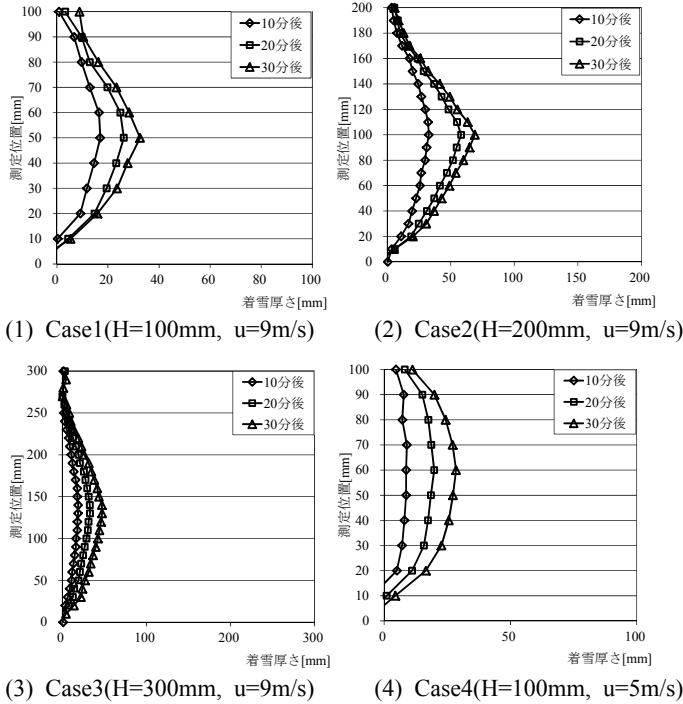 100
90
80
70
60
50
40
30
20
10
0
測定位置[mm]
10分後
20分後
30分後
0 20 40 60 80 100
着雪厚さ[mm]
(1) Case1(H=100mm, u=9m/s)
200
180
160
140
120
100
80
60
40
20
0
測定位置[mm]
10分後
20分後
30分後
0 50 100 150 200
着雪厚さ[mm]
(2) Case2(H=200mm, u=9m/s)
300
250
200
150
100
50
0
測定位置[mm]
10分後
20分後
30分後
0 100 200 300
着雪厚さ[mm]
(3) Case3(H=300mm, u=9m/s)
100
90
80
70
60
50
40
30
20
10
0
測定位置[mm]
10分後
20分後
30分後
0 50 100
着雪厚さ[mm]
(4) Case4(H=100mm, u=5m/s)